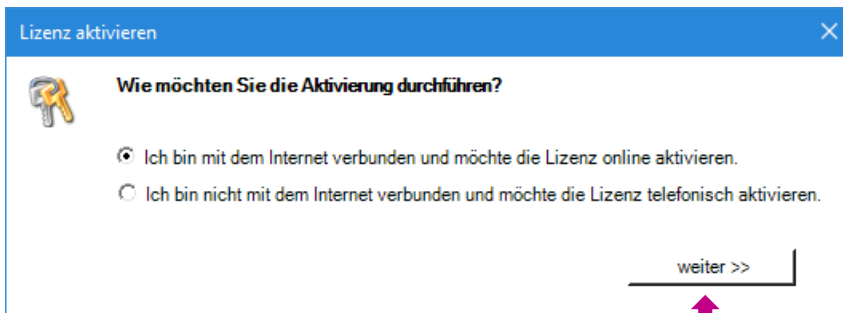 Lizenz aktivieren
Wie möchten Sie die Aktivierung durchführen?
Ich bin mit dem Internet verbunden und möchte die Lizenz online aktivieren.
Ich bin nicht mit dem Internet verbunden und möchte die Lizenz telefonisch aktivieren.
weiter >>